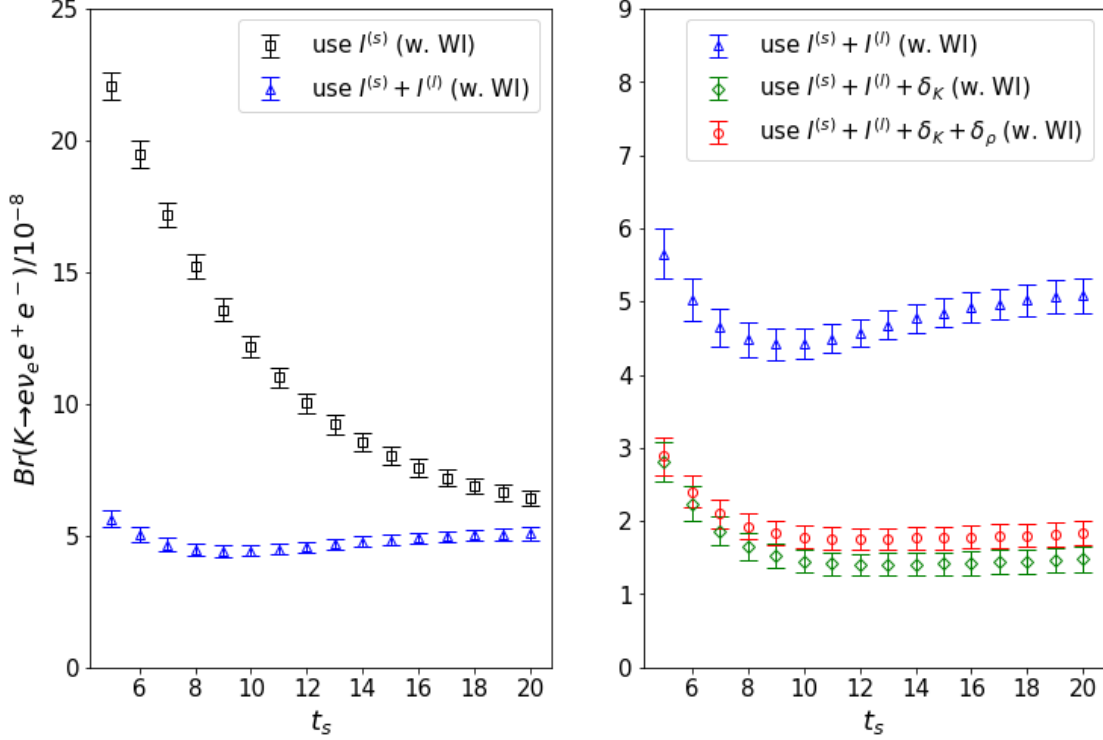 Br(K→eν_e e⁺e⁻)/10⁻⁸
25
20
15
10
5
0
use I^(s) (w. WI)
use I^(s) + I^(l) (w. WI)
6 8 10 12 14 16 18 20
t_s
9
8
7
6
5
4
3
2
1
0
use I^(s) + I^(l) (w. WI)
use I^(s) + I^(l) + δ_K (w. WI)
use I^(s) + I^(l) + δ_K + δ_ρ (w. WI)
6 8 10 12 14 16 18 20
t_s